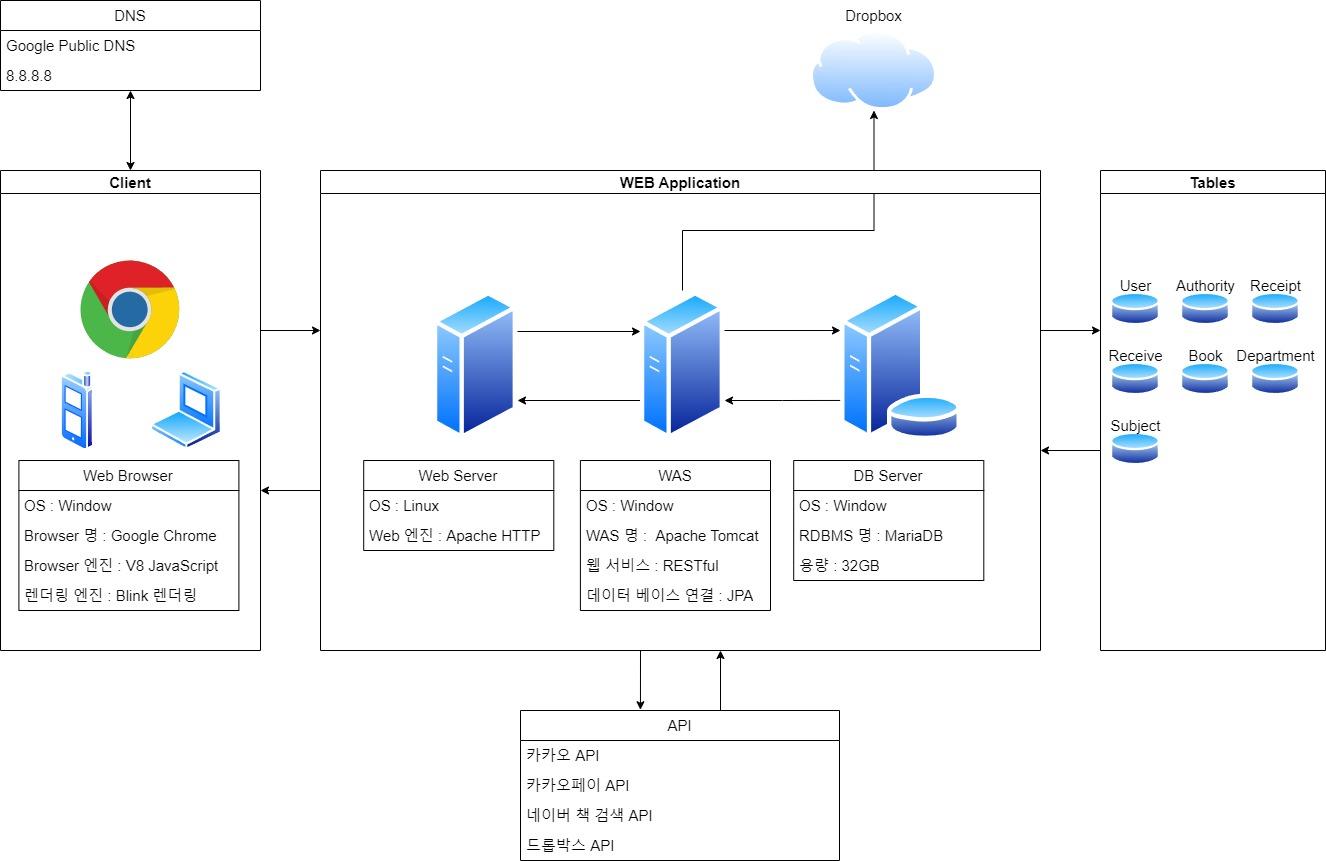 DNS
Google Public DNS
8.8.8.8
Dropbox
Client
Web Browser
OS : Window
Browser 명 : Google Chrome
Browser 엔진 : V8 JavaScript
렌더링 엔진 : Blink 렌더링
WEB Application
Web Server
OS : Linux
Web 엔진 : Apache HTTP
WAS
OS : Window
WAS 명 : Apache Tomcat
웹 서비스 : RESTful
데이터 베이스 연결 : JPA
DB Server
OS : Window
RDBMS 명 : MariaDB
용량 : 32GB
Tables
User Authority Receipt
Receive Book Department
Subject
API
카카오 API
카카오페이 API
네이버 책 검색 API
드롭박스 API